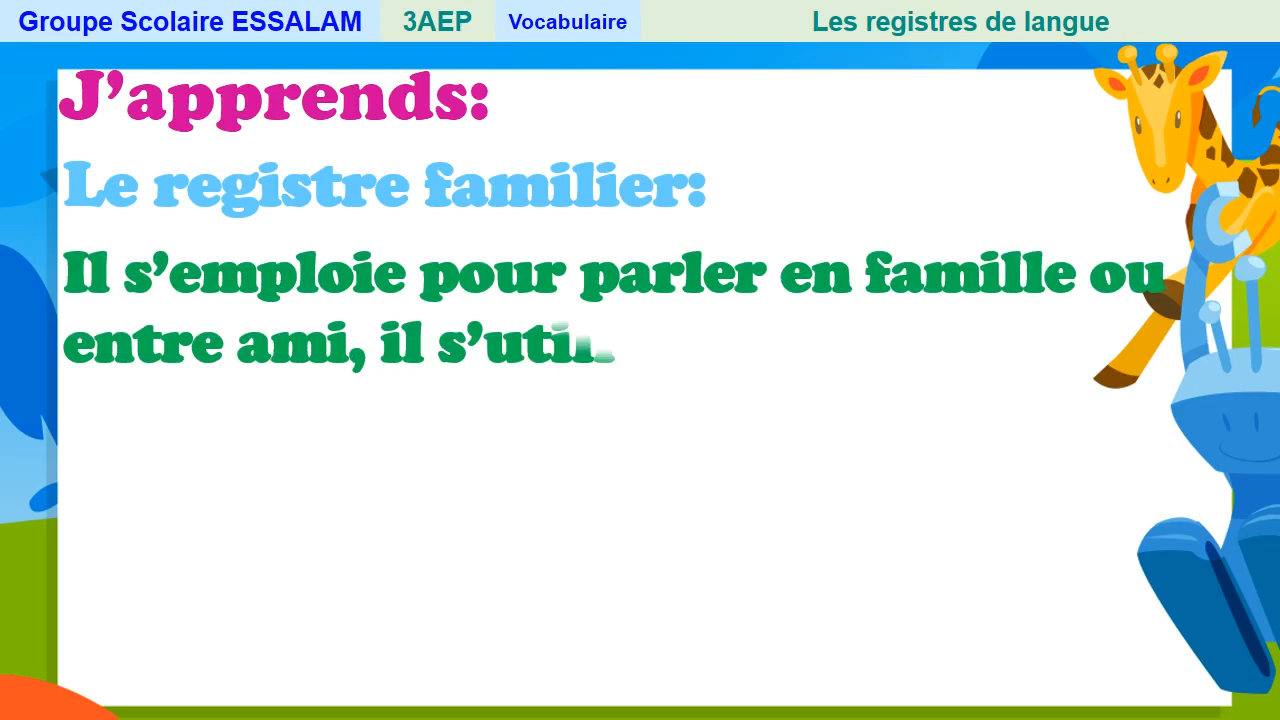 Groupe Scolaire ESSALAM 3AEP Vocabulaire Les registres de langue
J’apprends:
Le registre familier:
Il s’emploie pour parler en famille ou
entre ami, il